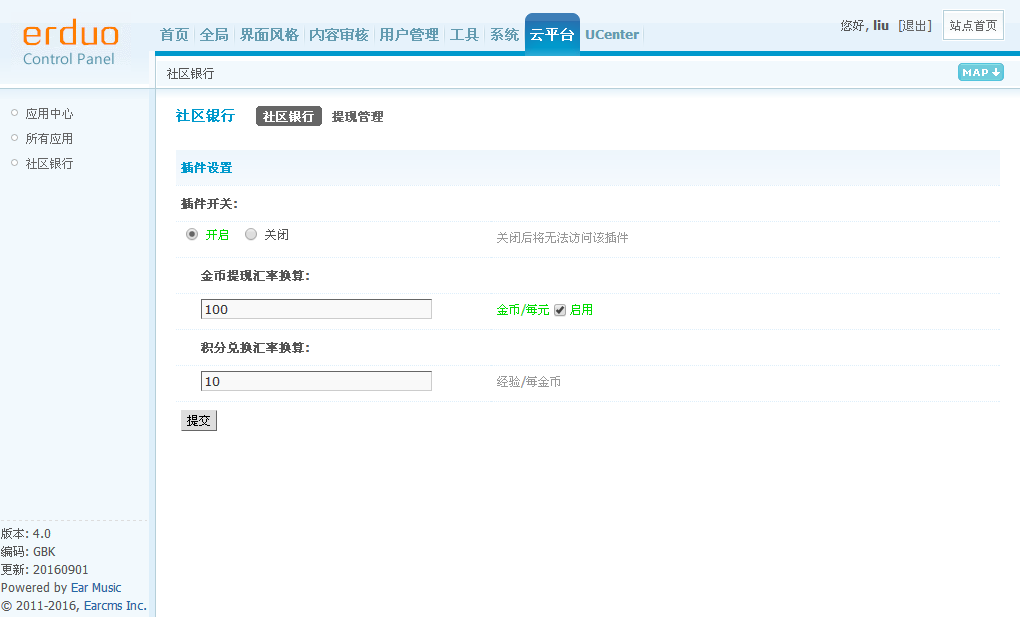 erduo
Control Panel
首页 全局 界面风格 内容审核 用户管理 工具 系统 云平台 UCenter
您好, liu [退出] 站点首页
社区银行
MAP↓
应用中心
所有应用
社区银行
社区银行 社区银行 提现管理
插件设置
插件开关:
开启 关闭 关闭后将无法访问该插件
金币提现汇率换算:
100 金币/每元 启用
积分兑换汇率换算:
10 经验/每金币
提交
版本: 4.0
编码: GBK
更新: 20160901
Powered by Ear Music
© 2011-2016, Earcms Inc.